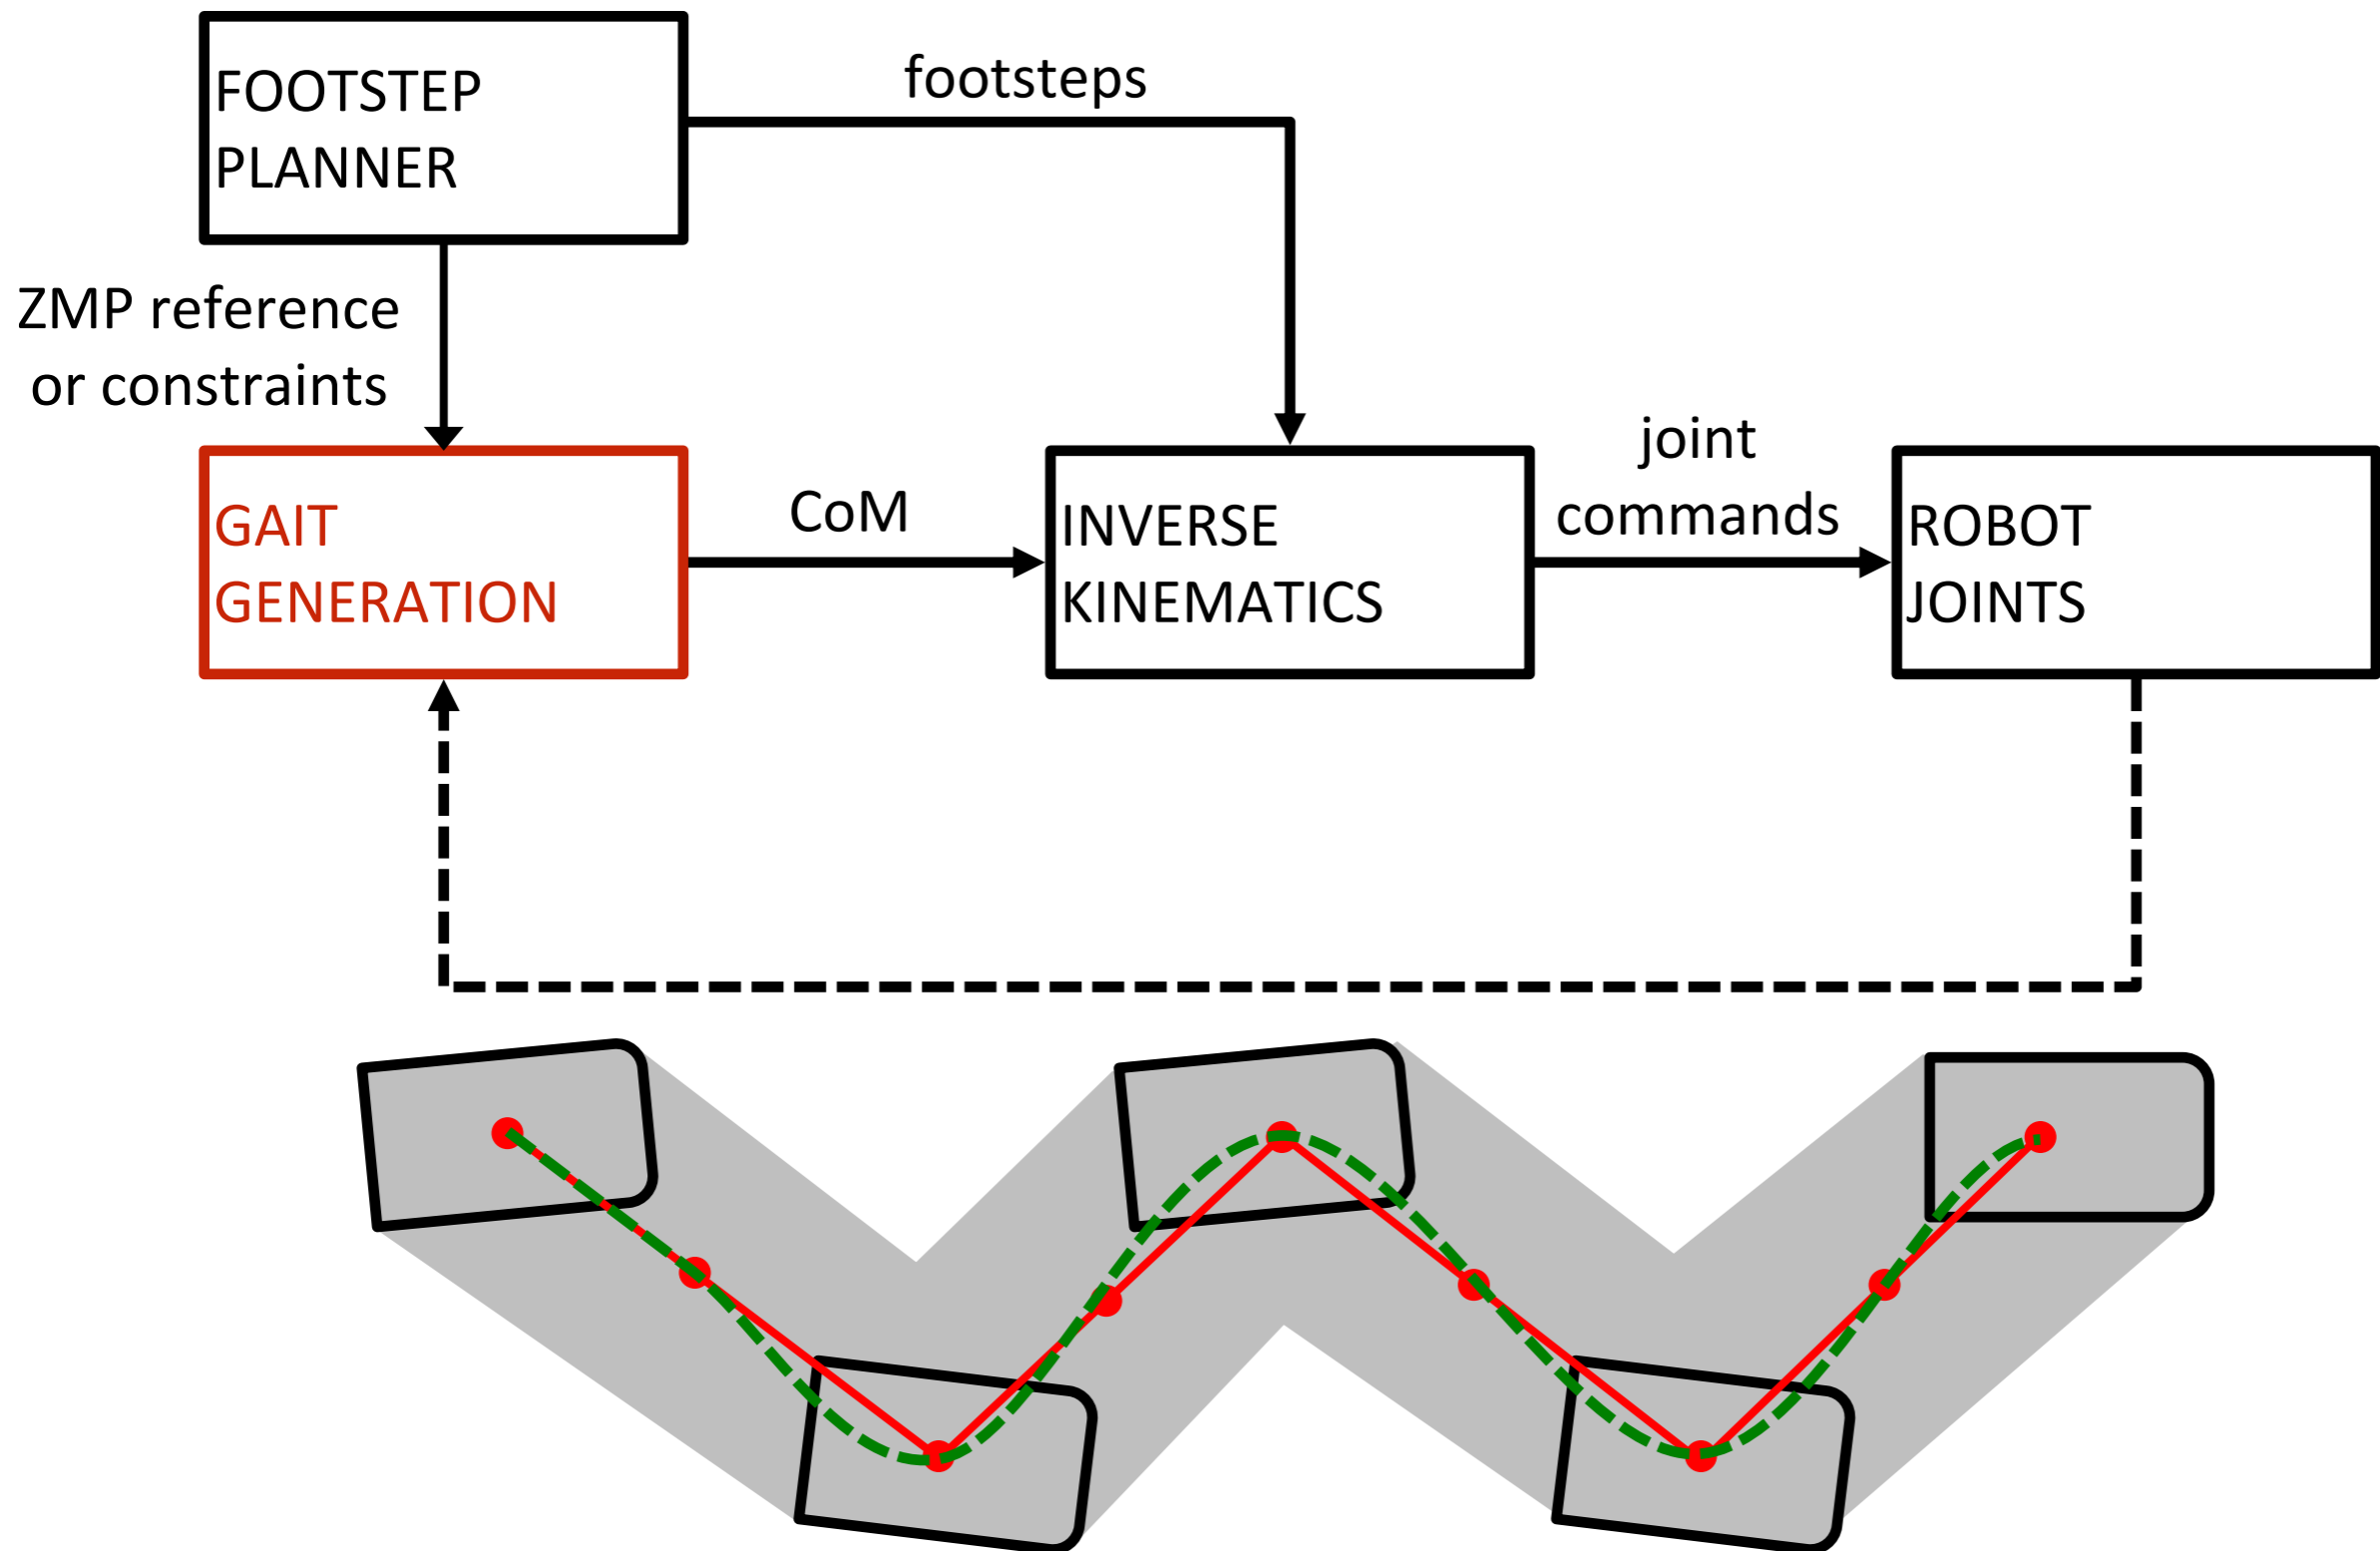 FOOTSTEP
PLANNER
footsteps
ZMP reference
or constraints
GAIT
GENERATION
CoM
INVERSE
KINEMATICS
joint
commands
ROBOT
JOINTS